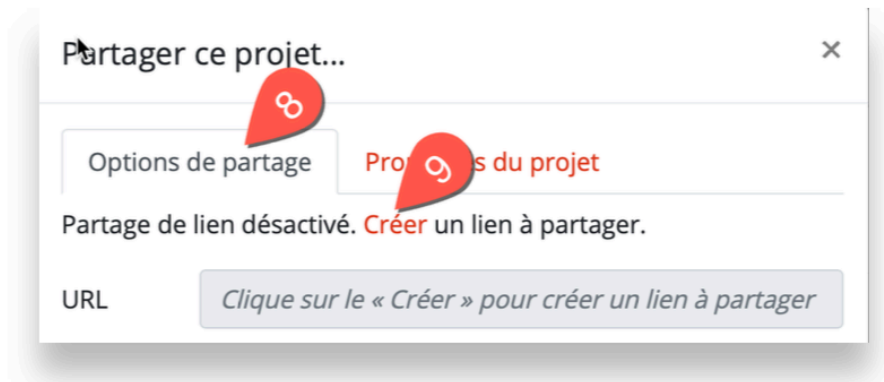 Partager ce projet... ×
8
Options de partage
9
du projet
Partage de lien désactivé. Créer un lien à partager.
URL
Clique sur le « Créer » pour créer un lien à partager